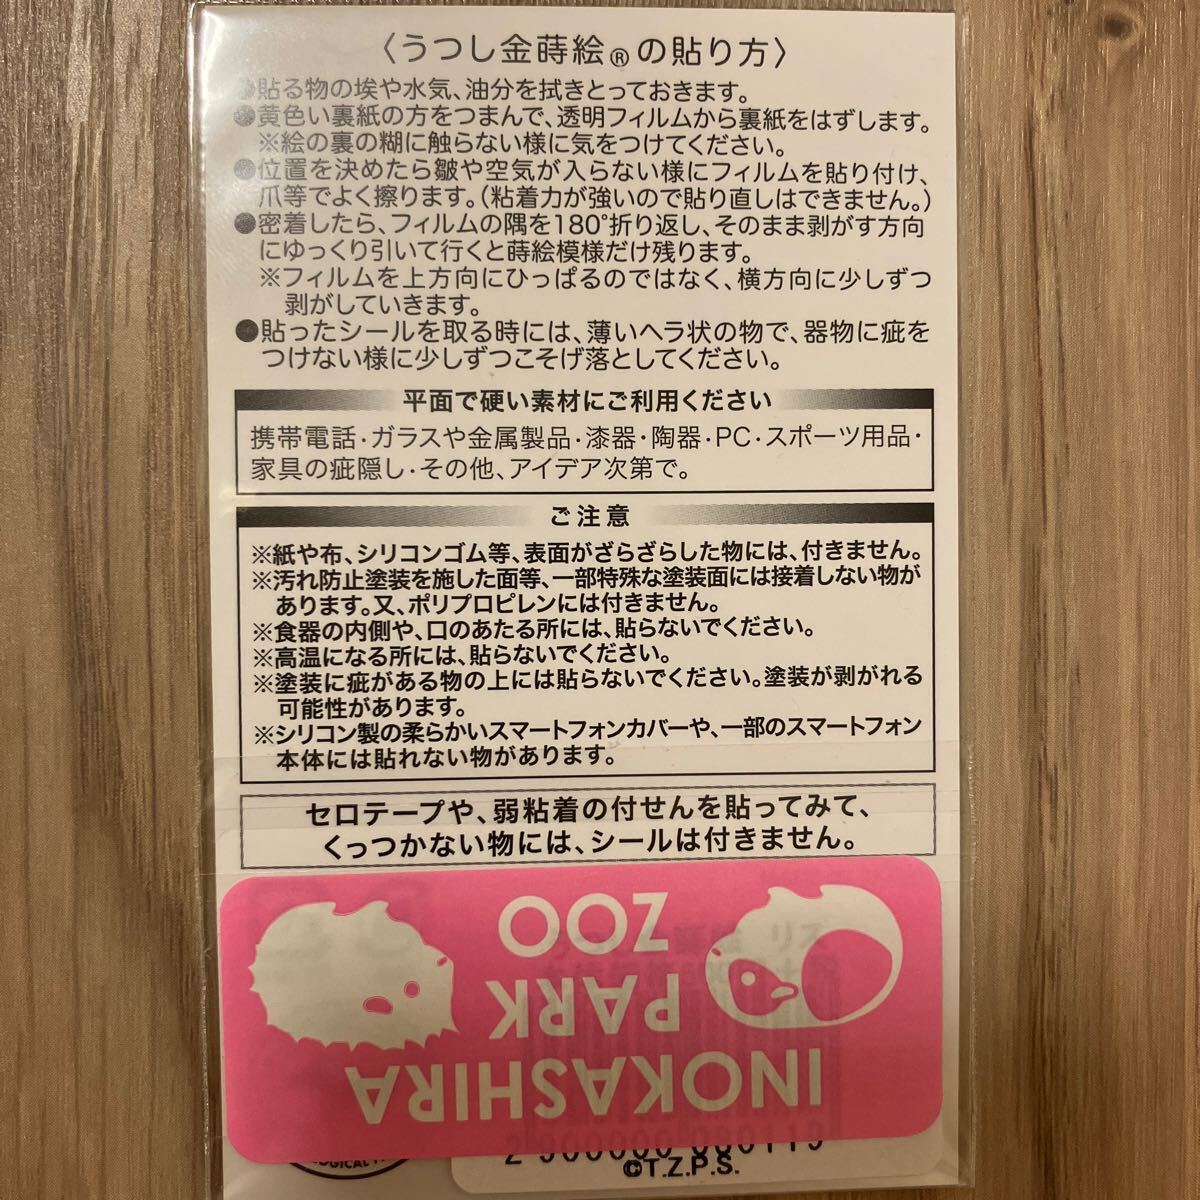 〈うつし金蒔絵®の貼り方〉
●貼る物の埃や水気、油分を拭きとっておきます。
●黄色い裏紙の方をつまんで、透明フィルムから裏紙をはずします。
※絵の裏の糊に触らない様に気をつけてください。
●位置を決めたら皺や空気が入らない様にフィルムを貼り付け、
爪等でよく擦ります。(粘着力が強いので貼り直しはできません。)
●密着したら、フィルムの隅を180°折り返し、そのまま剥がす方向
にゆっくり引いて行くと蒔絵模様だけ残ります。
※フィルムを上方向にひっぱるのではなく、横方向に少しずつ
剥がしていきます。
●貼ったシールを取る時には、薄いヘラ状の物で、器物に疵を
つけない様に少しずつこそげ落としてください。
平面で硬い素材にご利用ください
携帯電話・ガラスや金属製品・漆器・陶器・PC・スポーツ用品・
家具の疵隠し・その他、アイデア次第で。
ご注意
※紙や布、シリコンゴム等、表面がざらざらした物には、付きません。
※汚れ防止塗装を施した面等、一部特殊な塗装面には接着しない物が
あります。又、ポリプロピレンには付きません。
※食器の内側や、口のあたる所には、貼らないでください。
※高温になる所には、貼らないでください。
※塗装に疵がある物の上には貼らないでください。塗装が剥がれる
可能性があります。
※シリコン製の柔らかいスマートフォンカバーや、一部のスマートフォン
本体には貼れない物があります。
セロテープや、弱粘着の付せんを貼ってみて、
くっつかない物には、シールは付きません。
INOKASHIRA
PARK
ZOO
2 900000 000119
©T.Z.P.S.